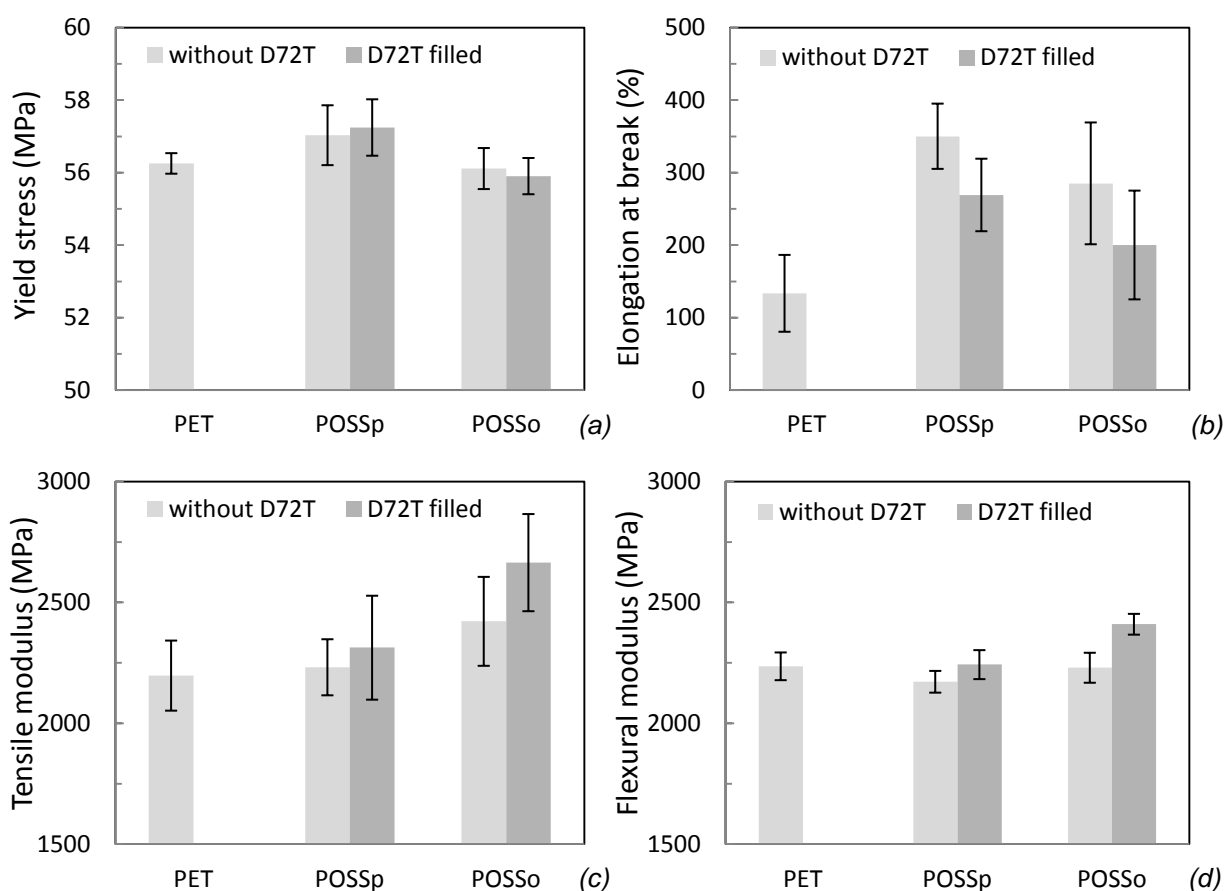 60
58
56
54
52
50
Yield stress (MPa)
without D72T D72T filled
PET POSSp POSSo (a)
500
400
300
200
100
0
Elongation at break (%)
without D72T D72T filled
PET POSSp POSSo (b)
3000
2500
2000
1500
Tensile modulus (MPa)
without D72T D72T filled
PET POSSp POSSo (c)
3000
2500
2000
1500
Flexural modulus (MPa)
without D72T D72T filled
PET POSSp POSSo (d)